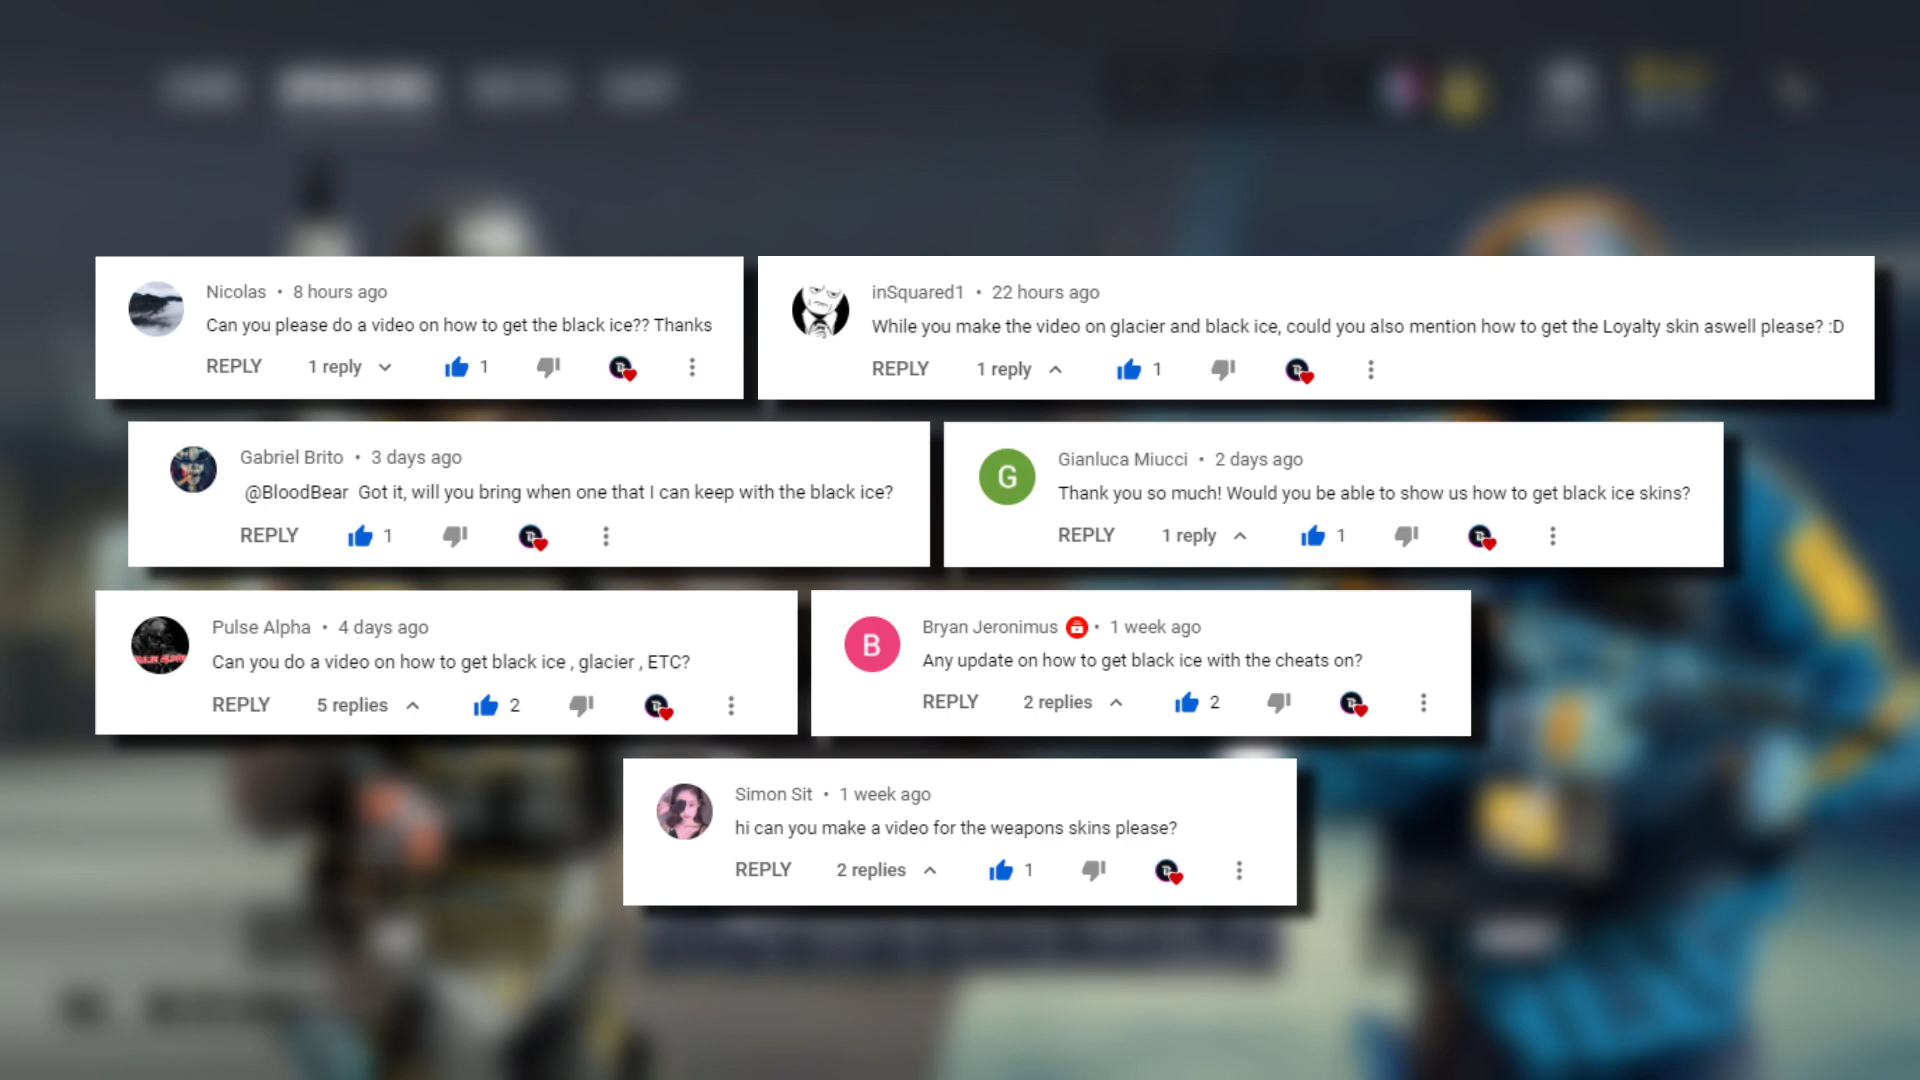 Nicolas • 8 hours ago
Can you please do a video on how to get the black ice?? Thanks
REPLY 1 reply 1
inSquared1 • 22 hours ago
While you make the video on glacier and black ice, could you also mention how to get the Loyalty skin aswell please? :D
REPLY 1 reply 1
Gabriel Brito • 3 days ago
@BloodBear Got it, will you bring when one that I can keep with the black ice?
REPLY 1
G
Gianluca Miucci • 2 days ago
Thank you so much! Would you be able to show us how to get black ice skins?
REPLY 1 reply 1
Pulse Alpha • 4 days ago
Can you do a video on how to get black ice , glacier , ETC?
REPLY 5 replies 2
B
Bryan Jeronimus • 1 week ago
Any update on how to get black ice with the cheats on?
REPLY 2 replies 2
Simon Sit • 1 week ago
hi can you make a video for the weapons skins please?
REPLY 2 replies 1